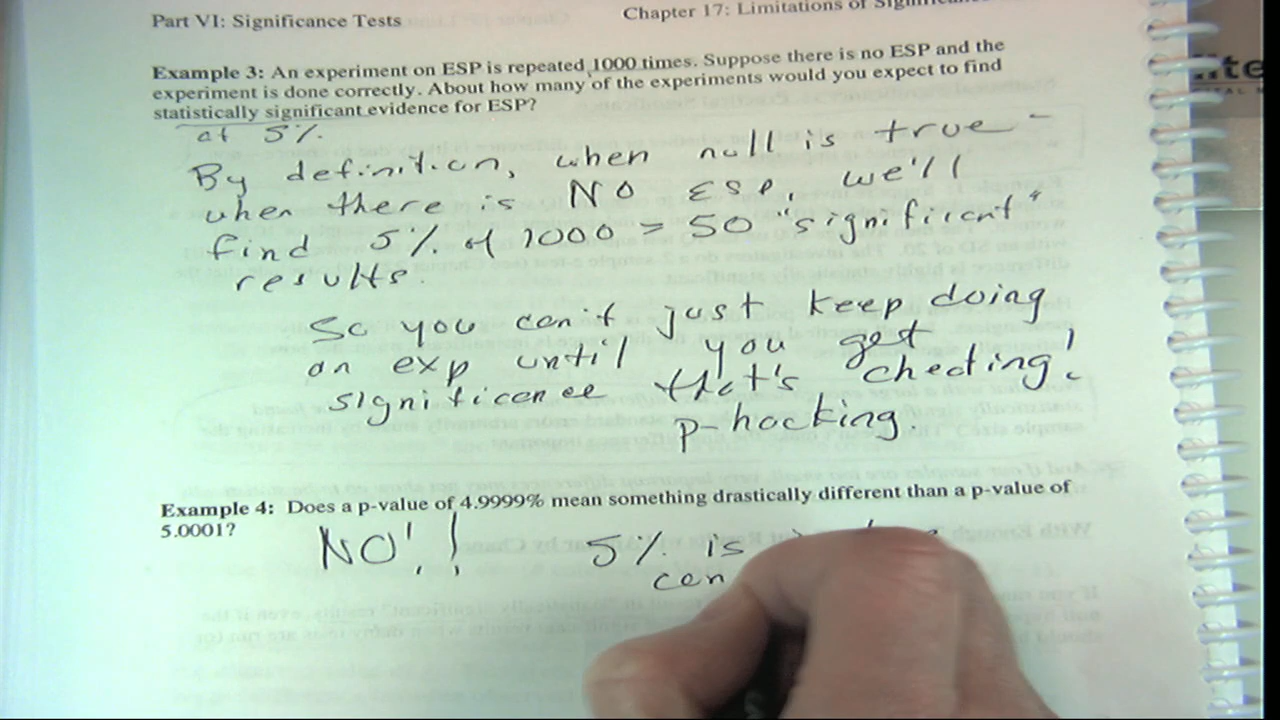 Part VI: Significance Tests
Chapter 17: Limitations of
Example 3: An experiment on ESP is repeated 1000 times. Suppose there is no ESP and the
experiment is done correctly. About how many of the experiments would you expect to find
statistically significant evidence for ESP?
at 5%
By definition, when null is true -
when there is NO ESP, we'll
find 5% of 1000 = 50 "significant"
results.
So you can't just keep doing
an exp until you get
significance that's cheating!
p-hacking.
Example 4: Does a p-value of 4.9999% mean something drastically different than a p-value of
5.0001?
NO!! 5% is